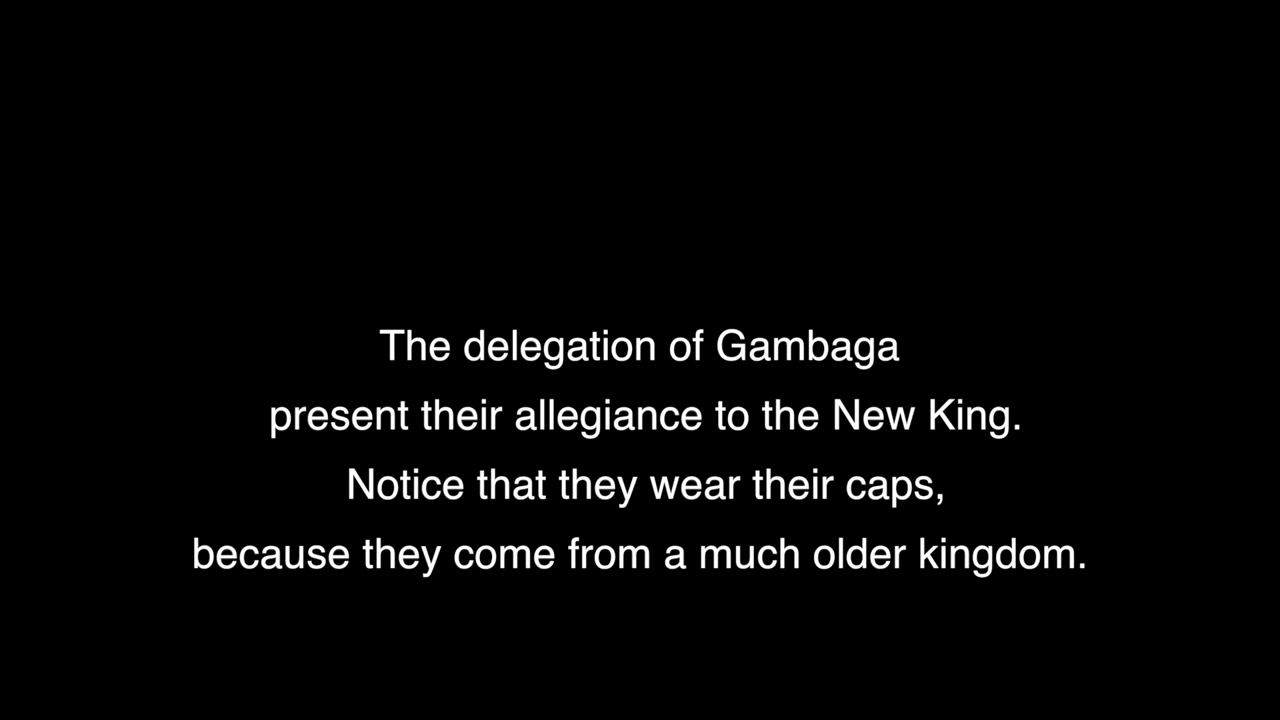 The delegation of Gambaga
present their allegiance to the New King.
Notice that they wear their caps,
because they come from a much older kingdom.